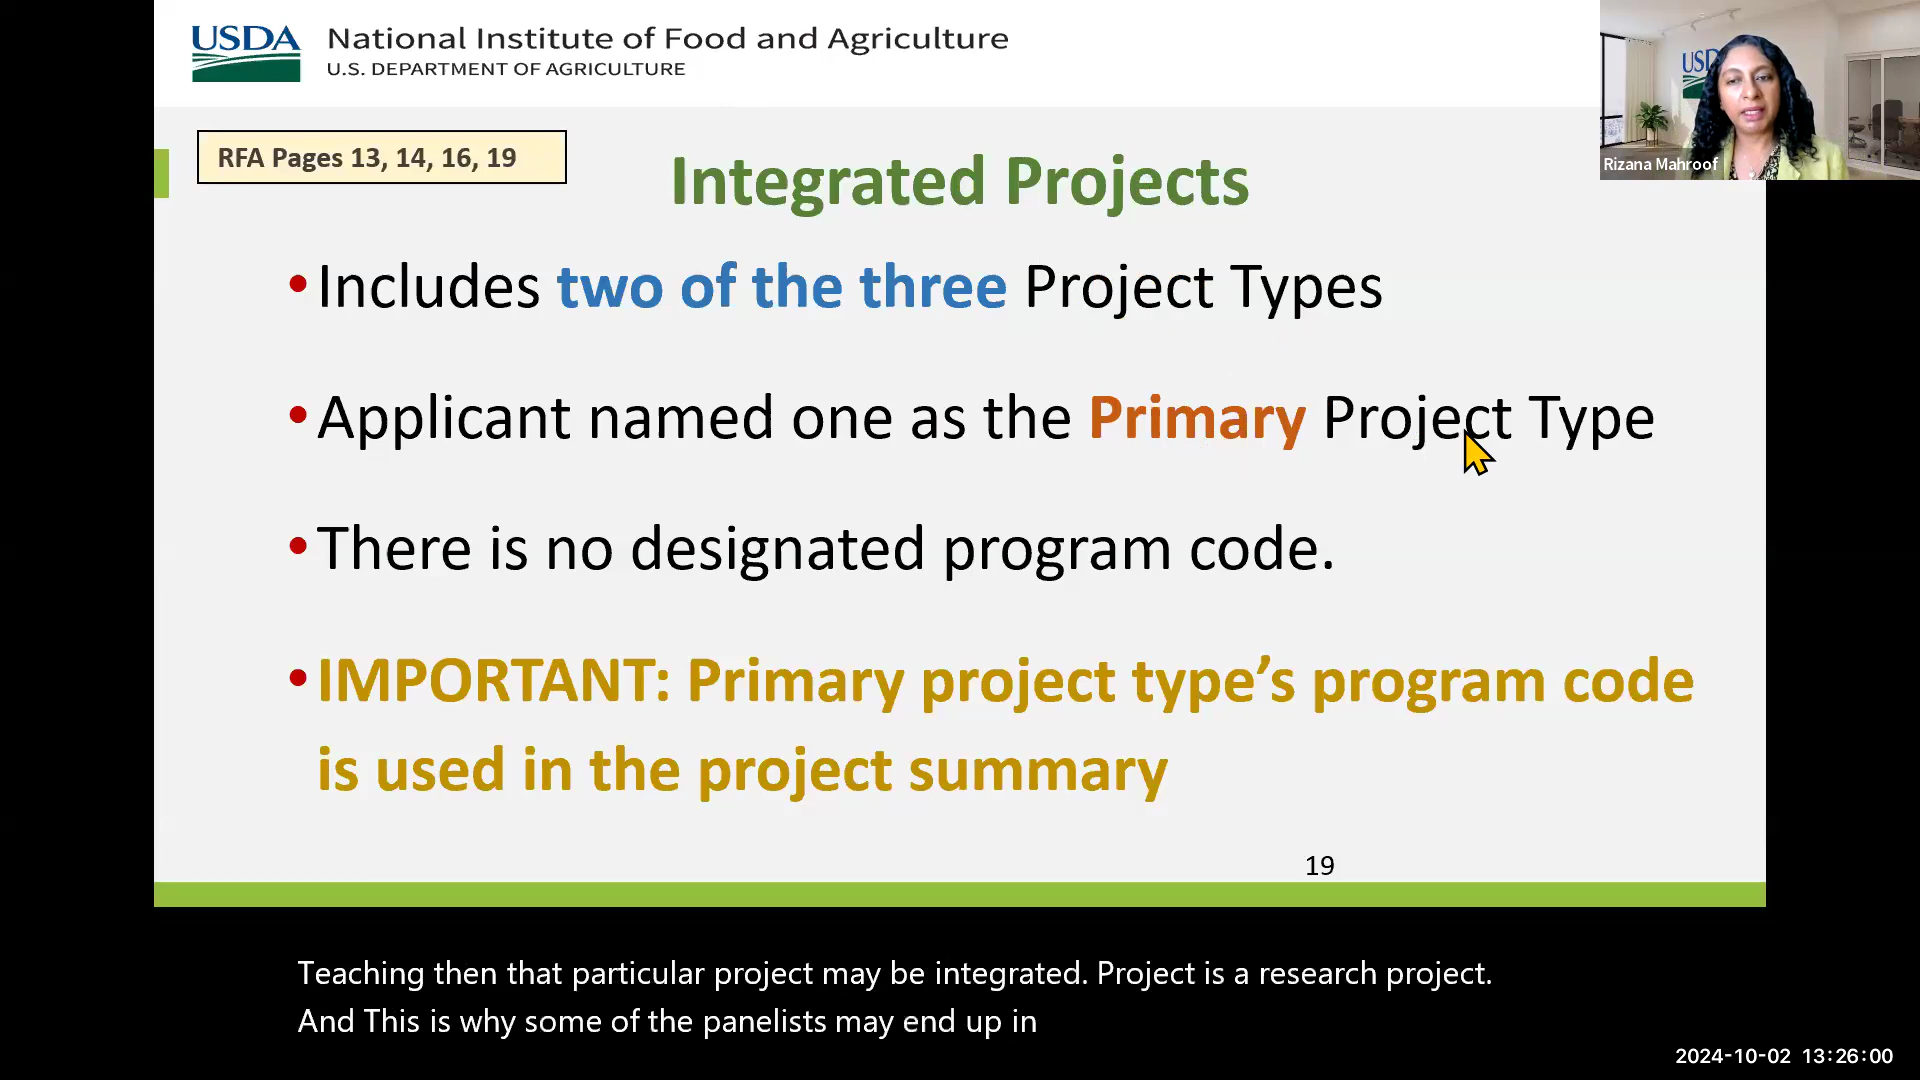 USDA
National Institute of Food and Agriculture
U.S. DEPARTMENT OF AGRICULTURE
USD
Rizana Mahroof
RFA Pages 13, 14, 16, 19
Integrated Projects
•Includes two of the three Project Types
•Applicant named one as the Primary Project Type
•There is no designated program code.
•IMPORTANT: Primary project type’s program code
is used in the project summary
19
Teaching then that particular project may be integrated. Project is a research project.
And This is why some of the panelists may end up in
2024-10-02 13:26:00